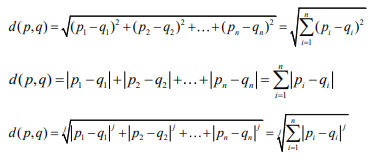 d(p,q)=√((p₁−q₁)²+(p₂−q₂)²+…+(pₙ−qₙ)²)=√(∑ᵢ₌₁ⁿ(pᵢ−qᵢ)²)
d(p,q)=|p₁−q₁|+|p₂−q₂|+…+|pₙ−qₙ|=∑ᵢ₌₁ⁿ|pᵢ−qᵢ|
d(p,q)=ʲ√(|p₁−q₁|ʲ+|p₂−q₂|ʲ+…+|pₙ−qₙ|ʲ)=ʲ√(∑ᵢ₌₁ⁿ|pᵢ−qᵢ|ʲ)